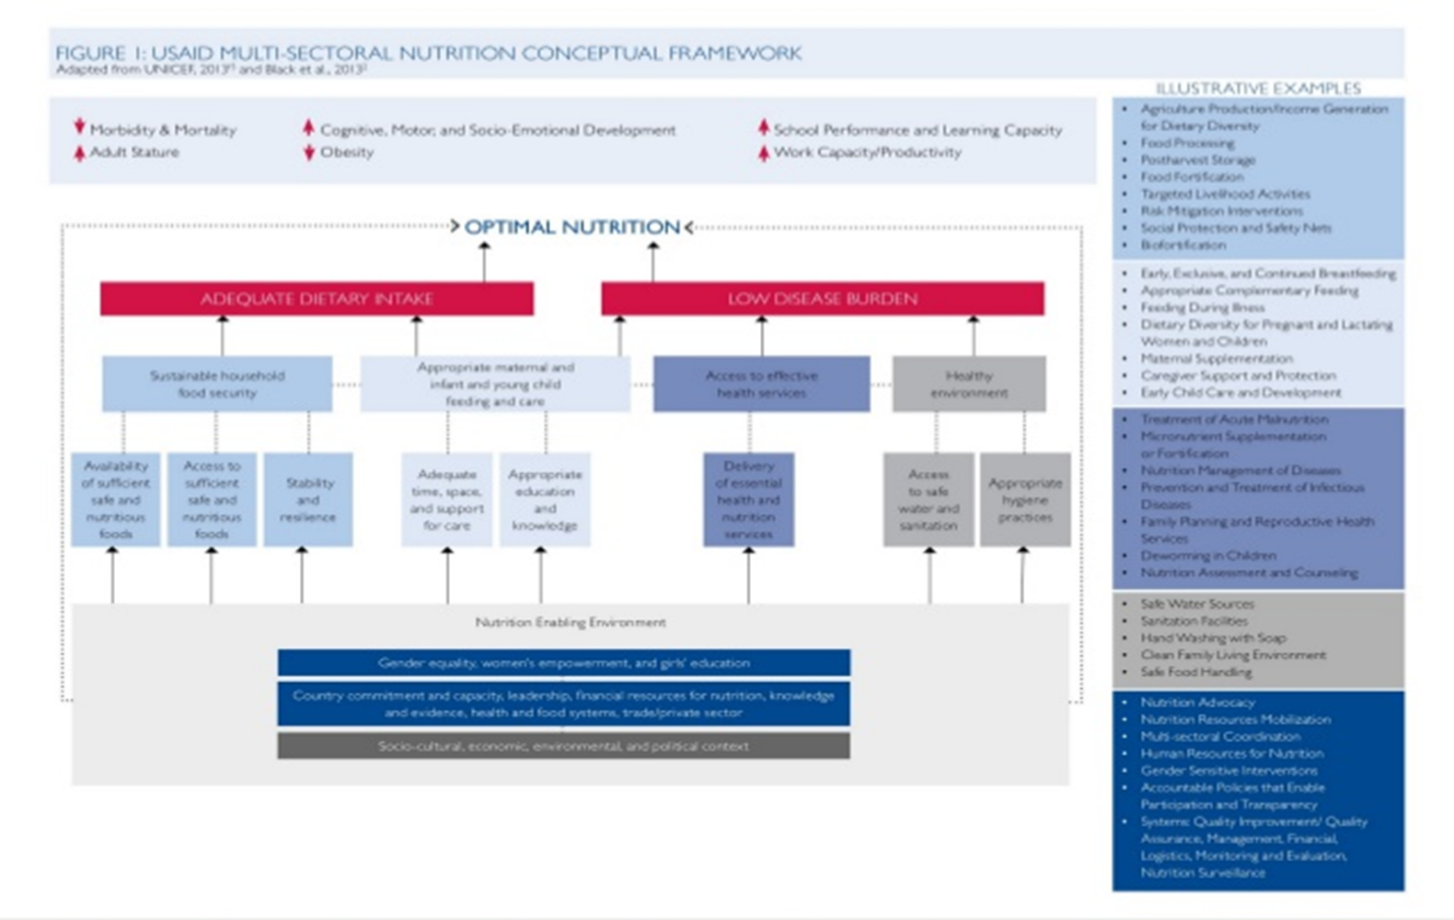 FIGURE 1: USAID MULTI-SECTORAL NUTRITION CONCEPTUAL FRAMEWORK
Adapted from UNICEF, 2013 and Black et al., 2013
Morbidity & Mortality
Adult Stature
Cognitive, Motor, and Socio-Emotional Development
Obesity
School Performance and Learning Capacity
Work Capacity/Productivity
OPTIMAL NUTRITION
ADEQUATE DIETARY INTAKE
LOW DISEASE BURDEN
Sustainable household
food security
Appropriate maternal and
infant and young child
feeding and care
Access to effective
health services
Healthy
environment
Availability
of sufficient
safe and
nutritious
foods
Access to
sufficient
safe and
nutritious
foods
Stability
and
resilience
Adequate
time, space,
and support
for care
Appropriate
education
and
knowledge
Delivery
of essential
health and
nutrition
services
Access
to safe
water and
sanitation
Appropriate
hygiene
practices
Nutrition Enabling Environment
Gender equality, women's empowerment, and girls' education
Country commitment and capacity, leadership, financial resources for nutrition, knowledge
and evidence, health and food systems, trade/private sector
Socio-cultural, economic, environmental, and political context
ILLUSTRATIVE EXAMPLES
• Agriculture Production/Income Generation
for Dietary Diversity
• Food Processing
• Postharvest Storage
• Food Fortification
• Targeted Livelihood Activities
• Risk Mitigation Interventions
• Social Protection and Safety Nets
• Biofortification
• Early, Exclusive, and Continued Breastfeeding
• Appropriate Complementary Feeding
• Feeding During Illness
• Dietary Diversity for Pregnant and Lactating
Women and Children
• Maternal Supplementation
• Caregiver Support and Protection
• Early Child Care and Development
• Treatment of Acute Malnutrition
• Micronutrient Supplementation
or Fortification
• Nutrition Management of Diseases
• Prevention and Treatment of Infectious
Diseases
• Family Planning and Reproductive Health
Services
• Deworming in Children
• Nutrition Assessment and Counseling
• Safe Water Sources
• Sanitation Facilities
• Hand Washing with Soap
• Clean Family Living Environment
• Safe Food Handling
• Nutrition Advocacy
• Nutrition Resources Mobilization
• Multi-sectoral Coordination
• Human Resources for Nutrition
• Gender Sensitive Interventions
• Accountable Policies that Enable
Participation and Transparency
• Systems: Quality Improvement/ Quality
Assurance, Management, Financial,
Logistics, Monitoring and Evaluation,
Nutrition Surveillance